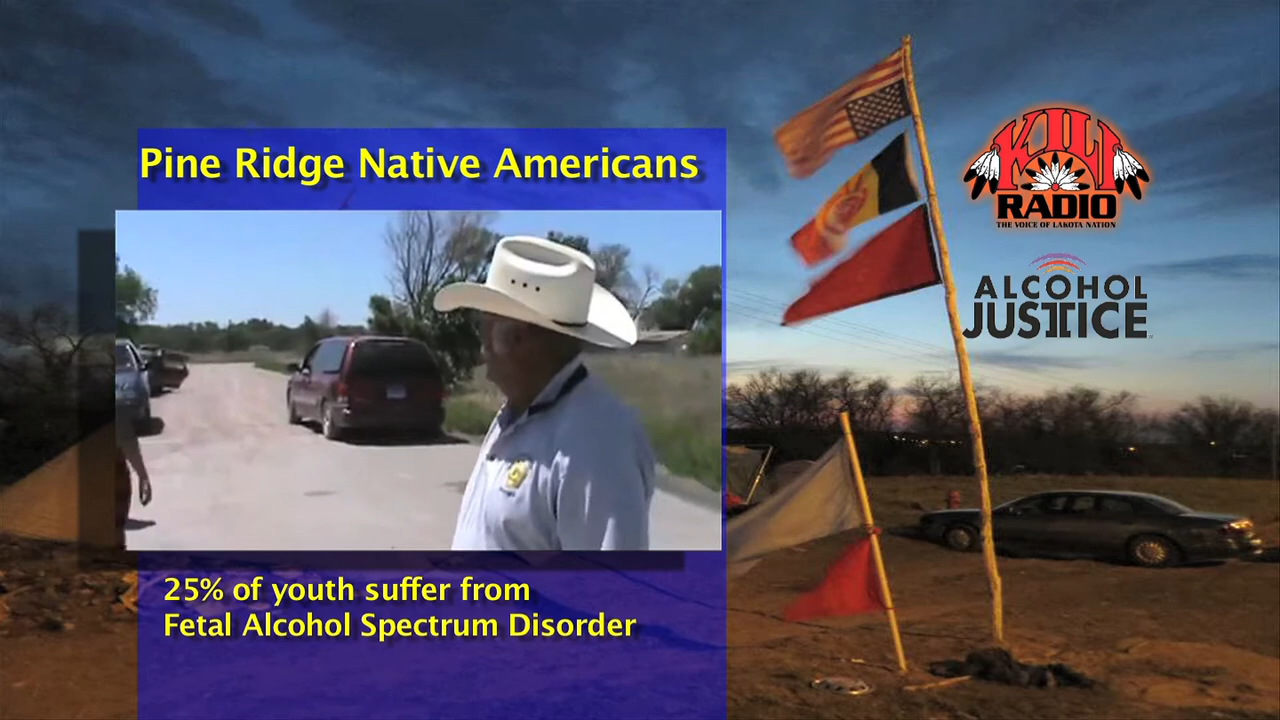 Pine Ridge Native Americans
25% of youth suffer from
Fetal Alcohol Spectrum Disorder
KILI
RADIO
THE VOICE OF LAKOTA NATION
ALCOHOL
JUSTICE